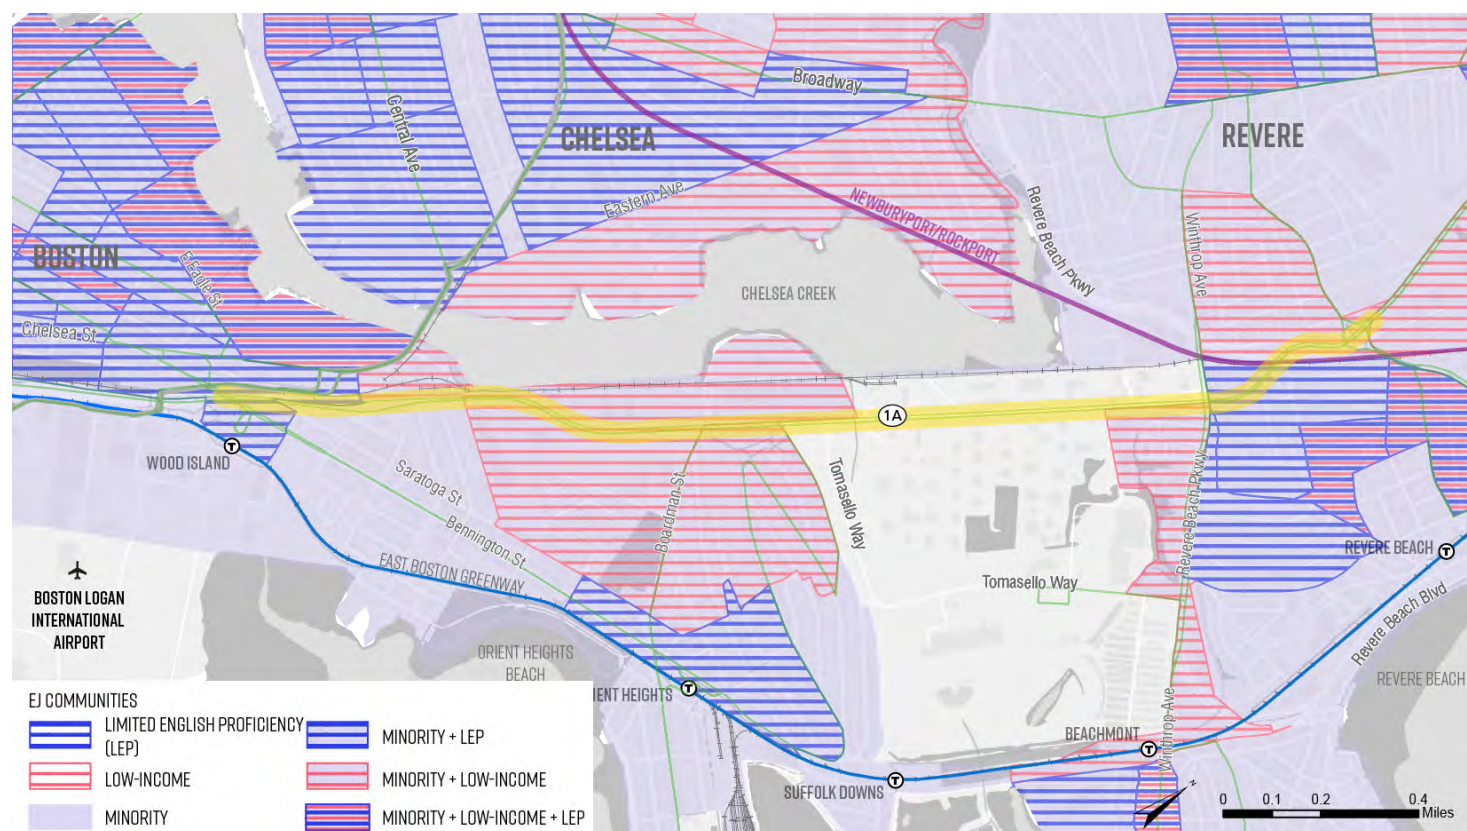 Broadway
CHELSEA
REVERE
Central Ave
Eastern Ave
NEWBURYPORT/ROCKPORT
Revere Beach Pkwy
Winthrop Ave
BOSTON
E Eagle St
CHELSEA CREEK
Chelsea St
1A
T
WOOD ISLAND
Saratoga St
Bennington St
Boardman St
Tomasello Way
Revere Beach Pkwy
T
REVERE BEACH
EAST BOSTON GREENWAY
Tomasello Way
Revere Beach Blvd
BOSTON LOGAN
INTERNATIONAL
AIRPORT
ORIENT HEIGHTS
BEACH
REVERE BEACH
IENT HEIGHTS
T
BEACHMONT
T
Winthrop Ave
SUFFOLK DOWNS
T
EJ COMMUNITIES
LIMITED ENGLISH PROFICIENCY
(LEP)
LOW-INCOME
MINORITY
MINORITY + LEP
MINORITY + LOW-INCOME
MINORITY + LOW-INCOME + LEP
N
0 0.1 0.2 0.4
Miles